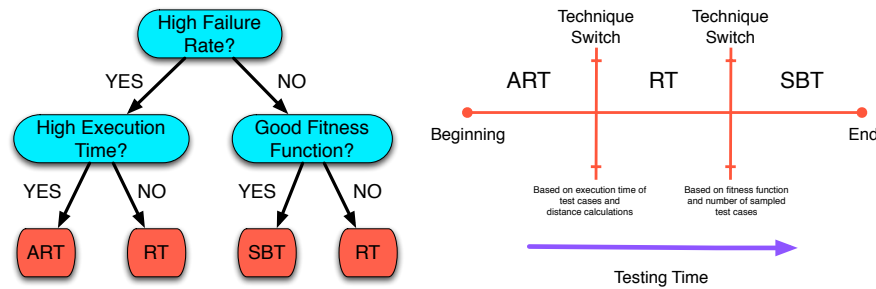 High Failure
Rate?
YES
NO
High Execution
Time?
Good Fitness
Function?
YES
NO
YES
NO
ART
RT
SBT
RT
Technique
Switch
Technique
Switch
ART
RT
SBT
Beginning
End
Based on execution time of
test cases and
distance calculations
Based on fitness function
and number of sampled
test cases
Testing Time